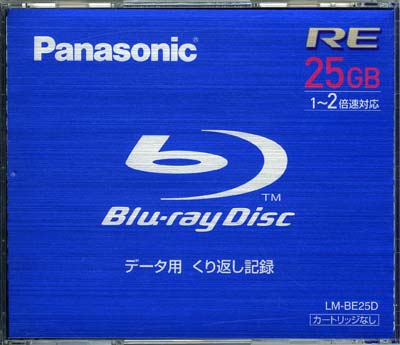 Panasonic®
RE
25GB
1～2倍速対応
Blu-ray Disc™
データ用 くり返し記録
LM-BE25D
カートリッジなし